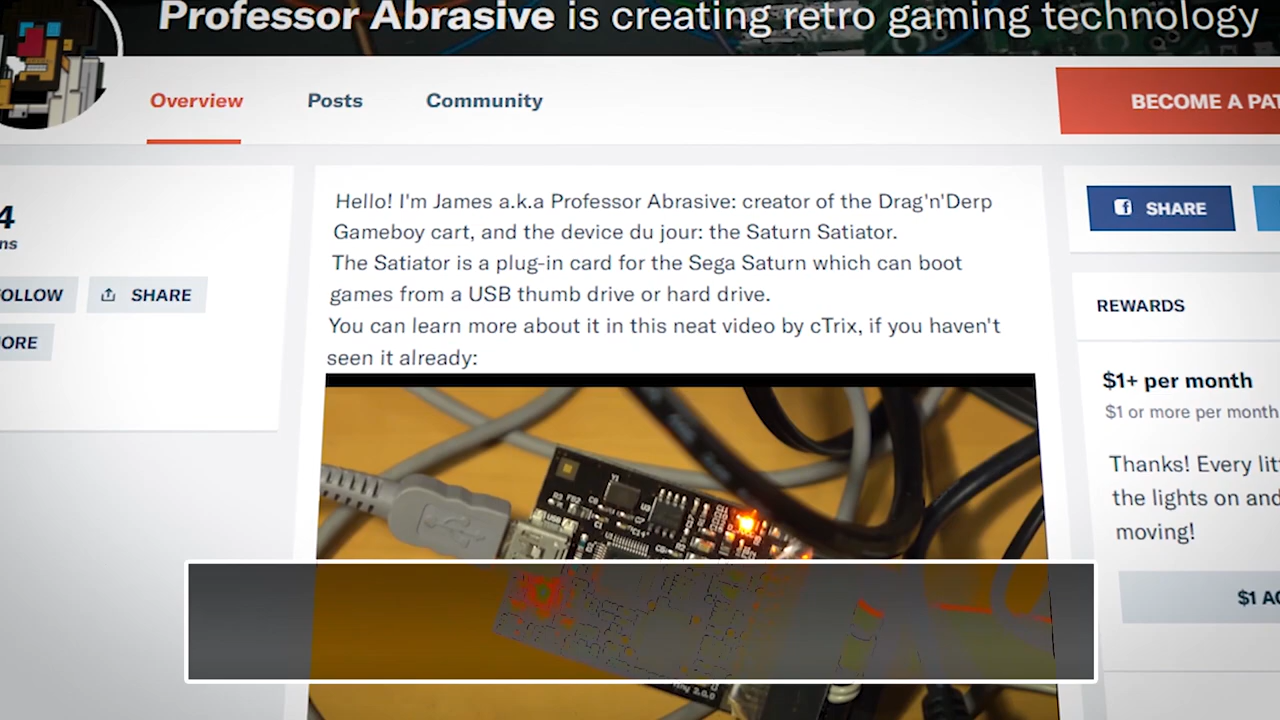 Professor Abrasive is creating retro gaming technology
Overview
Posts
Community
BECOME A PAT
4
ns
OLLOW
SHARE
ORE
Hello! I'm James a.k.a Professor Abrasive: creator of the Drag'n'Derp
Gameboy cart, and the device du jour: the Saturn Satiator.
The Satiator is a plug-in card for the Sega Saturn which can boot
games from a USB thumb drive or hard drive.
You can learn more about it in this neat video by cTrix, if you haven't
seen it already:
SHARE
REWARDS
$1+ per month
$1 or more per month
Thanks! Every lit
the lights on and
moving!
$1 AC